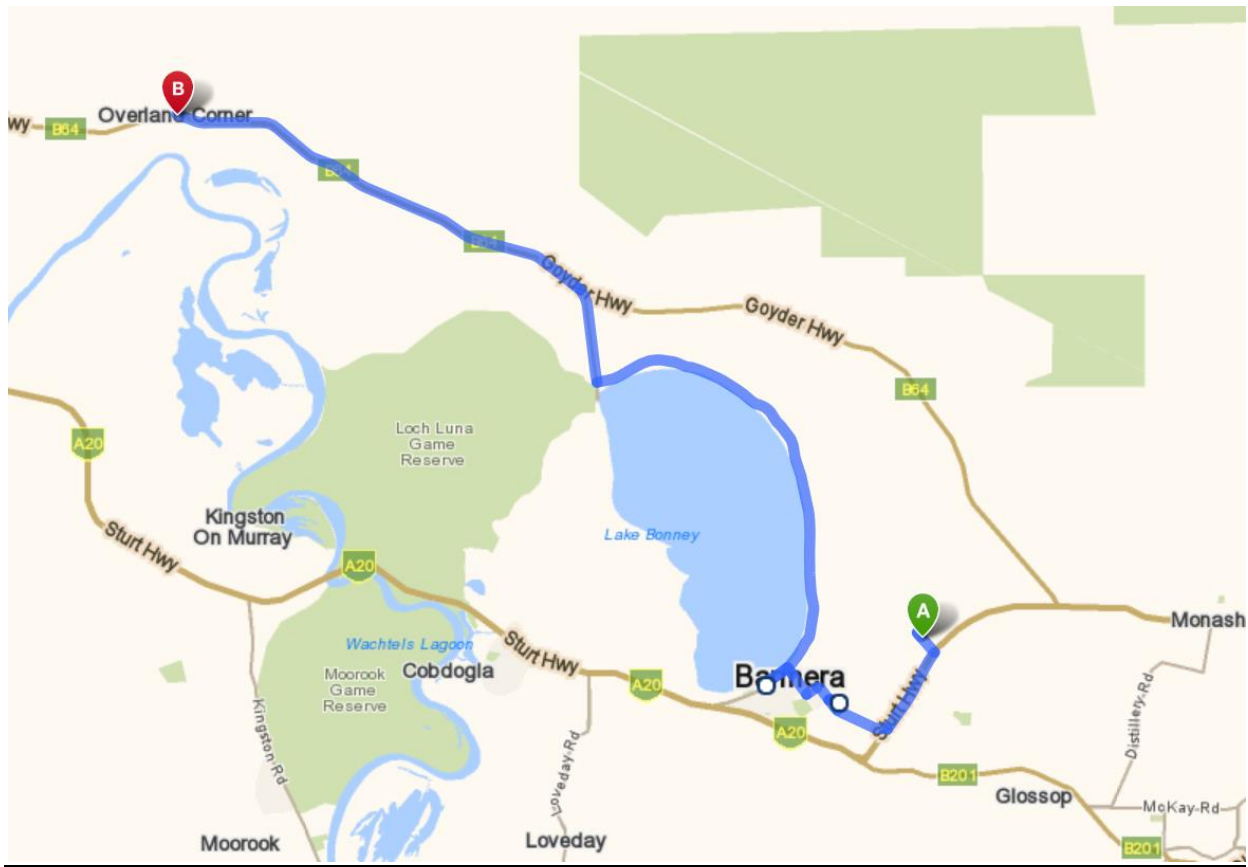 B
Overland Corner
wy
B64
B64
B64
Goyder Hwy
Goyder Hwy
B64
Loch Luna
Game
Reserve
A20
Kingston
On Murray
Sturt Hwy
A20
Lake Bonney
A
Monash
Wachtels Lagoon
Cobdogla
Sturt Hwy
Barmera
A20
Moorook
Game
Reserve
Sturt Hwy
Kingston-Rd
A20
Distillery-Rd
Loveday-Rd
B201
Glossop
McKay-Rd
Moorook
Loveday
B201